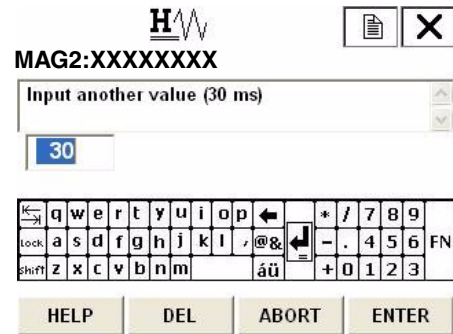 H
MAG2:XXXXXXXX
Input another value (30 ms)
30
q w e r t y u i o p * / 7 8 9
Lock a s d f g h j k l , @& - . 4 5 6 FN
Shift z x c v b n m áü + 0 1 2 3
HELP DEL ABORT ENTER